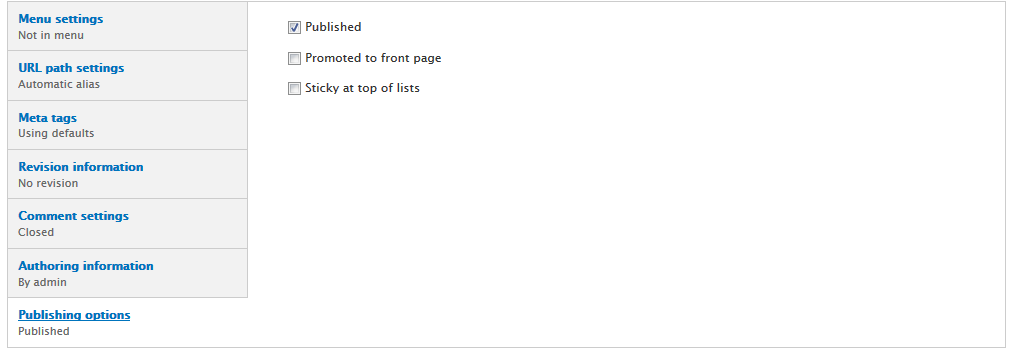 Menu settings
Not in menu
URL path settings
Automatic alias
Meta tags
Using defaults
Revision information
No revision
Comment settings
Closed
Authoring information
By admin
Publishing options
Published
Published
Promoted to front page
Sticky at top of lists